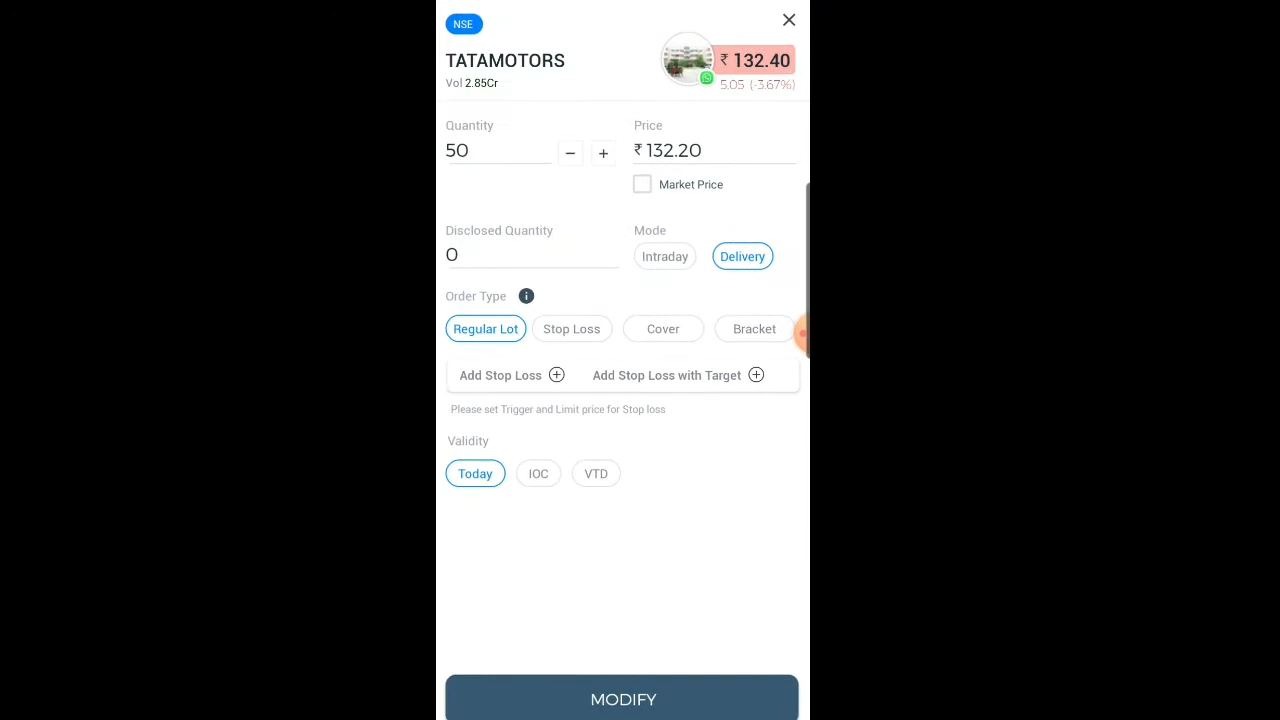 NSE
TATAMOTORS
₹ 132.40
Vol 2.85Cr
5.05 (-3.67%)
Quantity
Price
50
₹ 132.20
Market Price
Disclosed Quantity
Mode
0
Intraday
Delivery
Order Type
Regular Lot
Stop Loss
Cover
Bracket
Add Stop Loss
Add Stop Loss with Target
Please set Trigger and Limit price for Stop loss
Validity
Today
IOC
VTD
MODIFY